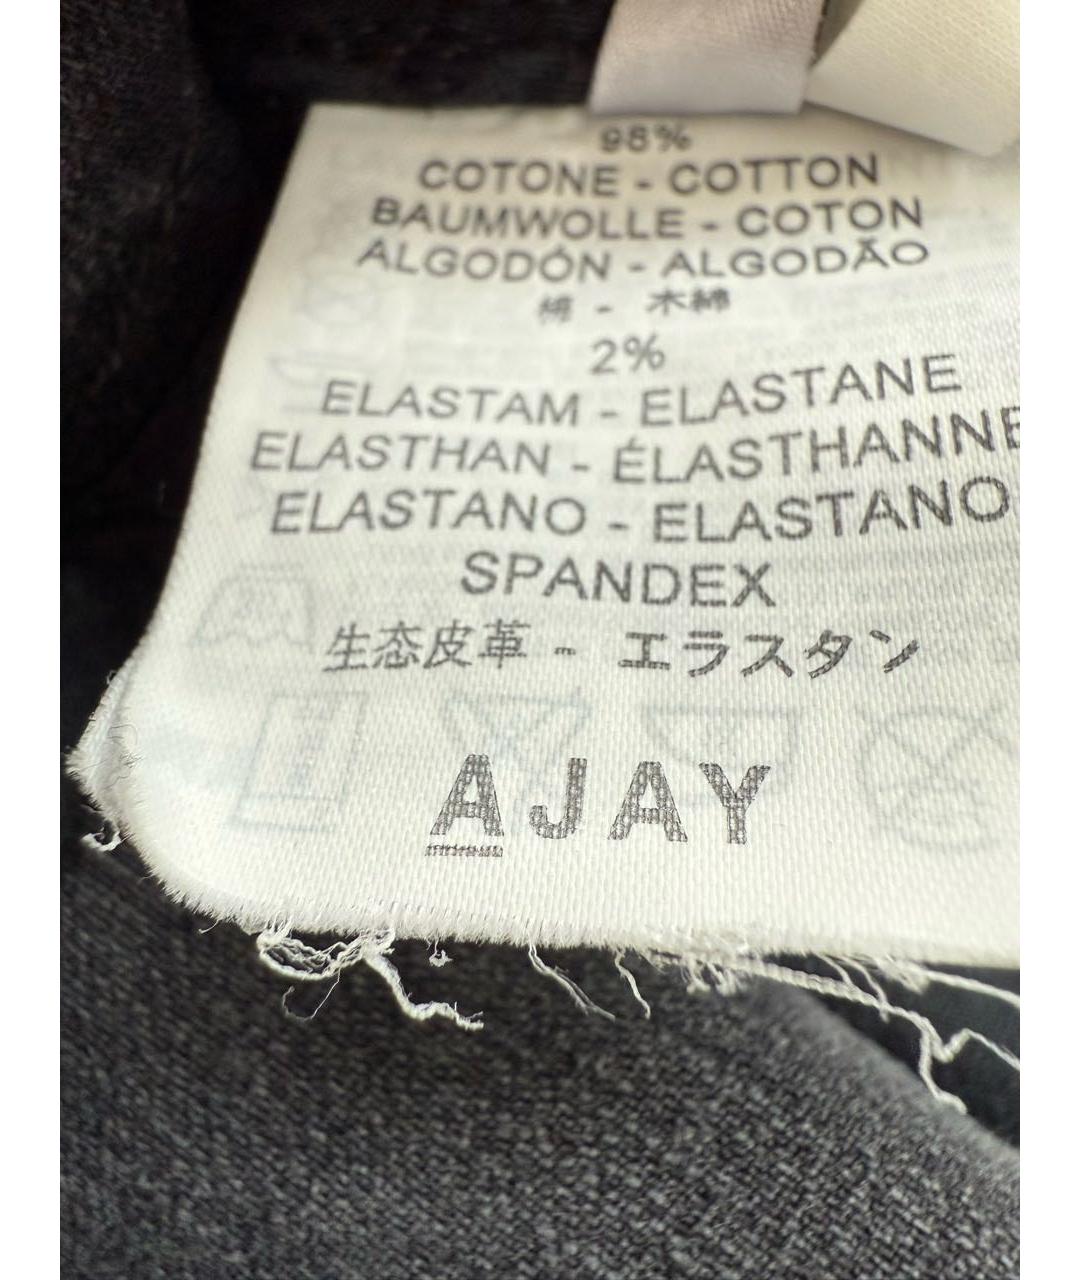 98%
COTONE - COTTON
BAUMWOLLE - COTON
ALGODÓN - ALGODÃO
棉 - 木綿
2%
ELASTAM - ELASTANE
ELASTHAN - ÉLASTHANNE
ELASTANO - ELASTANO
SPANDEX
生态皮革 - エラスタン
AJAY